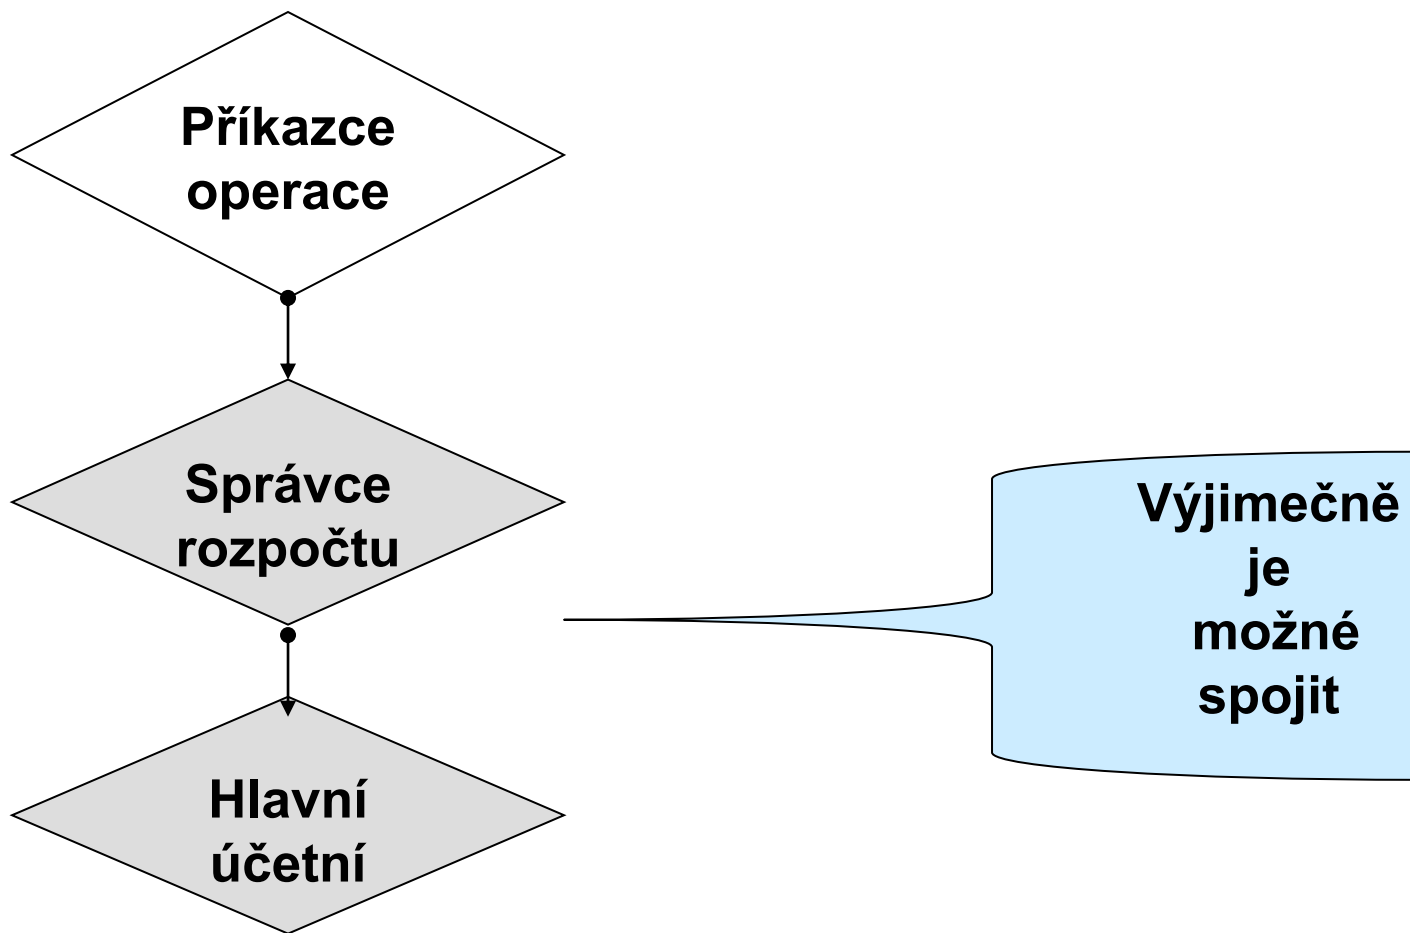 Příkazce
operace
Správce
rozpočtu
Výjimečně
je
možné
spojit
Hlavní
účetní